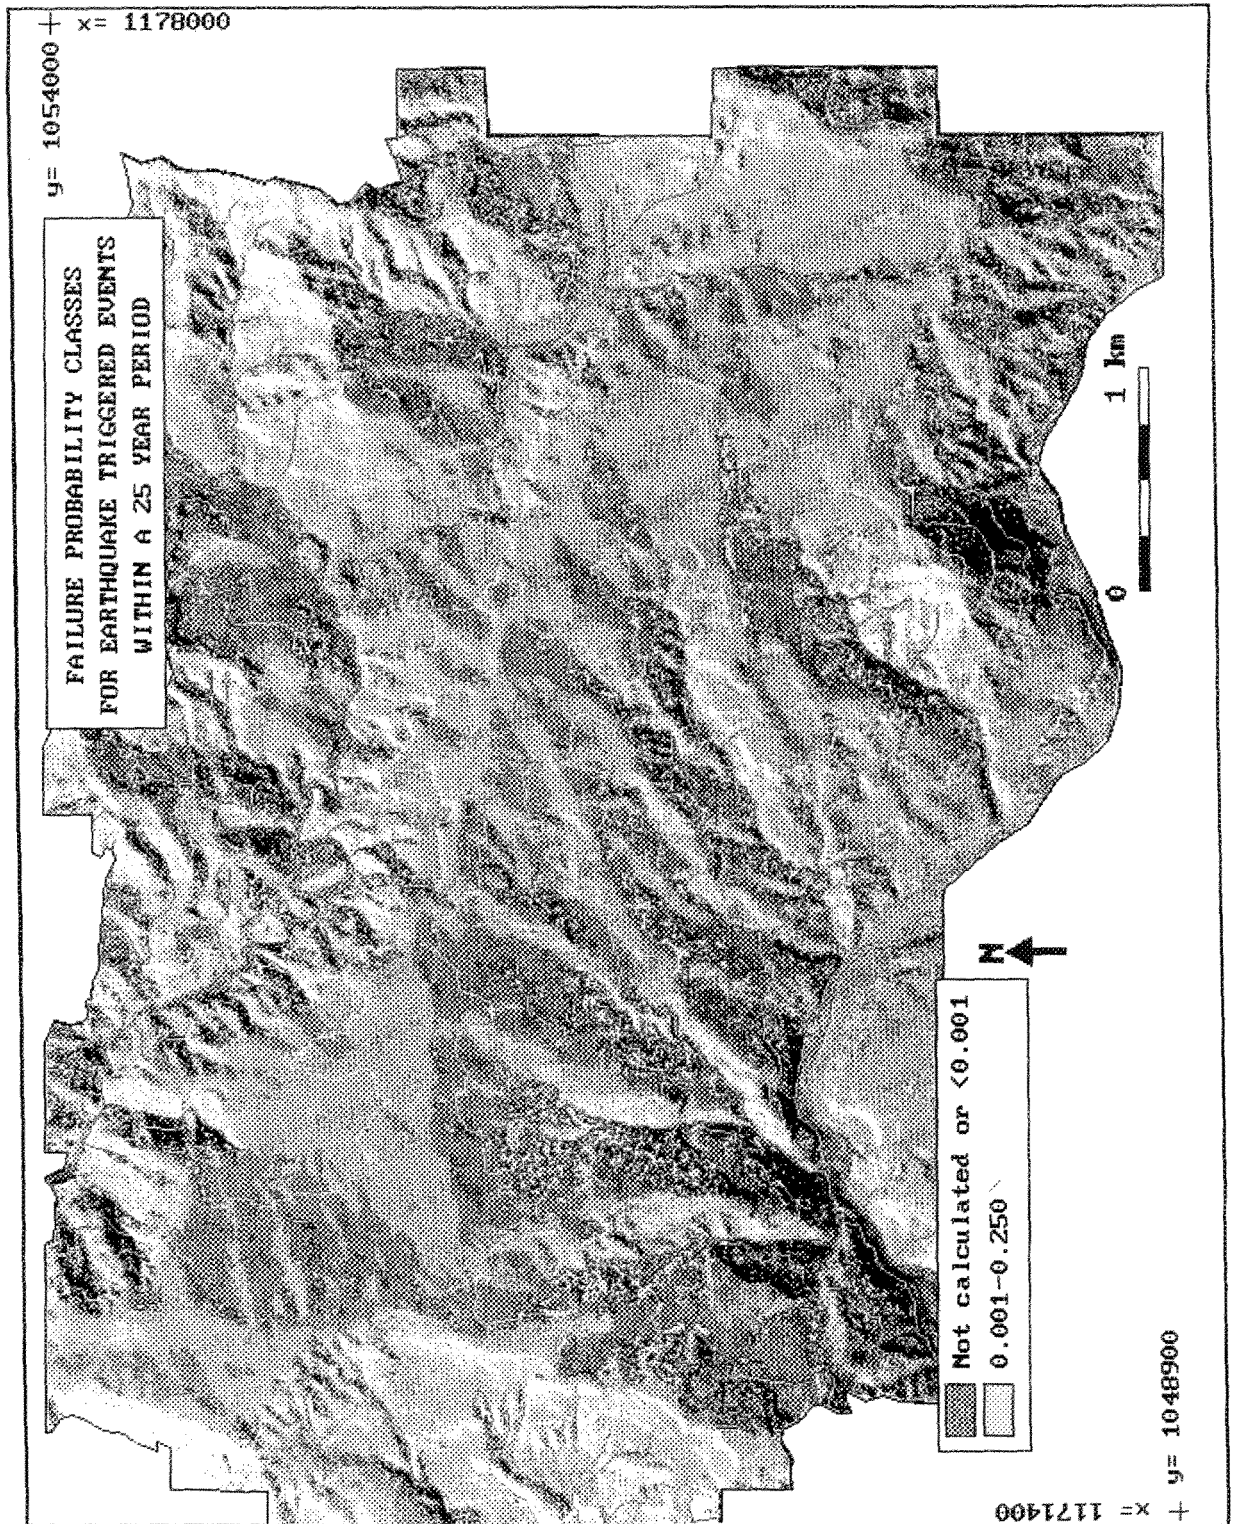 x= 1178000
y= 1054000
FAILURE PROBABILITY CLASSES
FOR EARTHQUAKE TRIGGERED EVENTS
WITHIN A 25 YEAR PERIOD
0 1 km
N
Not calculated or <0.001
0.001-0.250
y= 1048900
x= 1171400